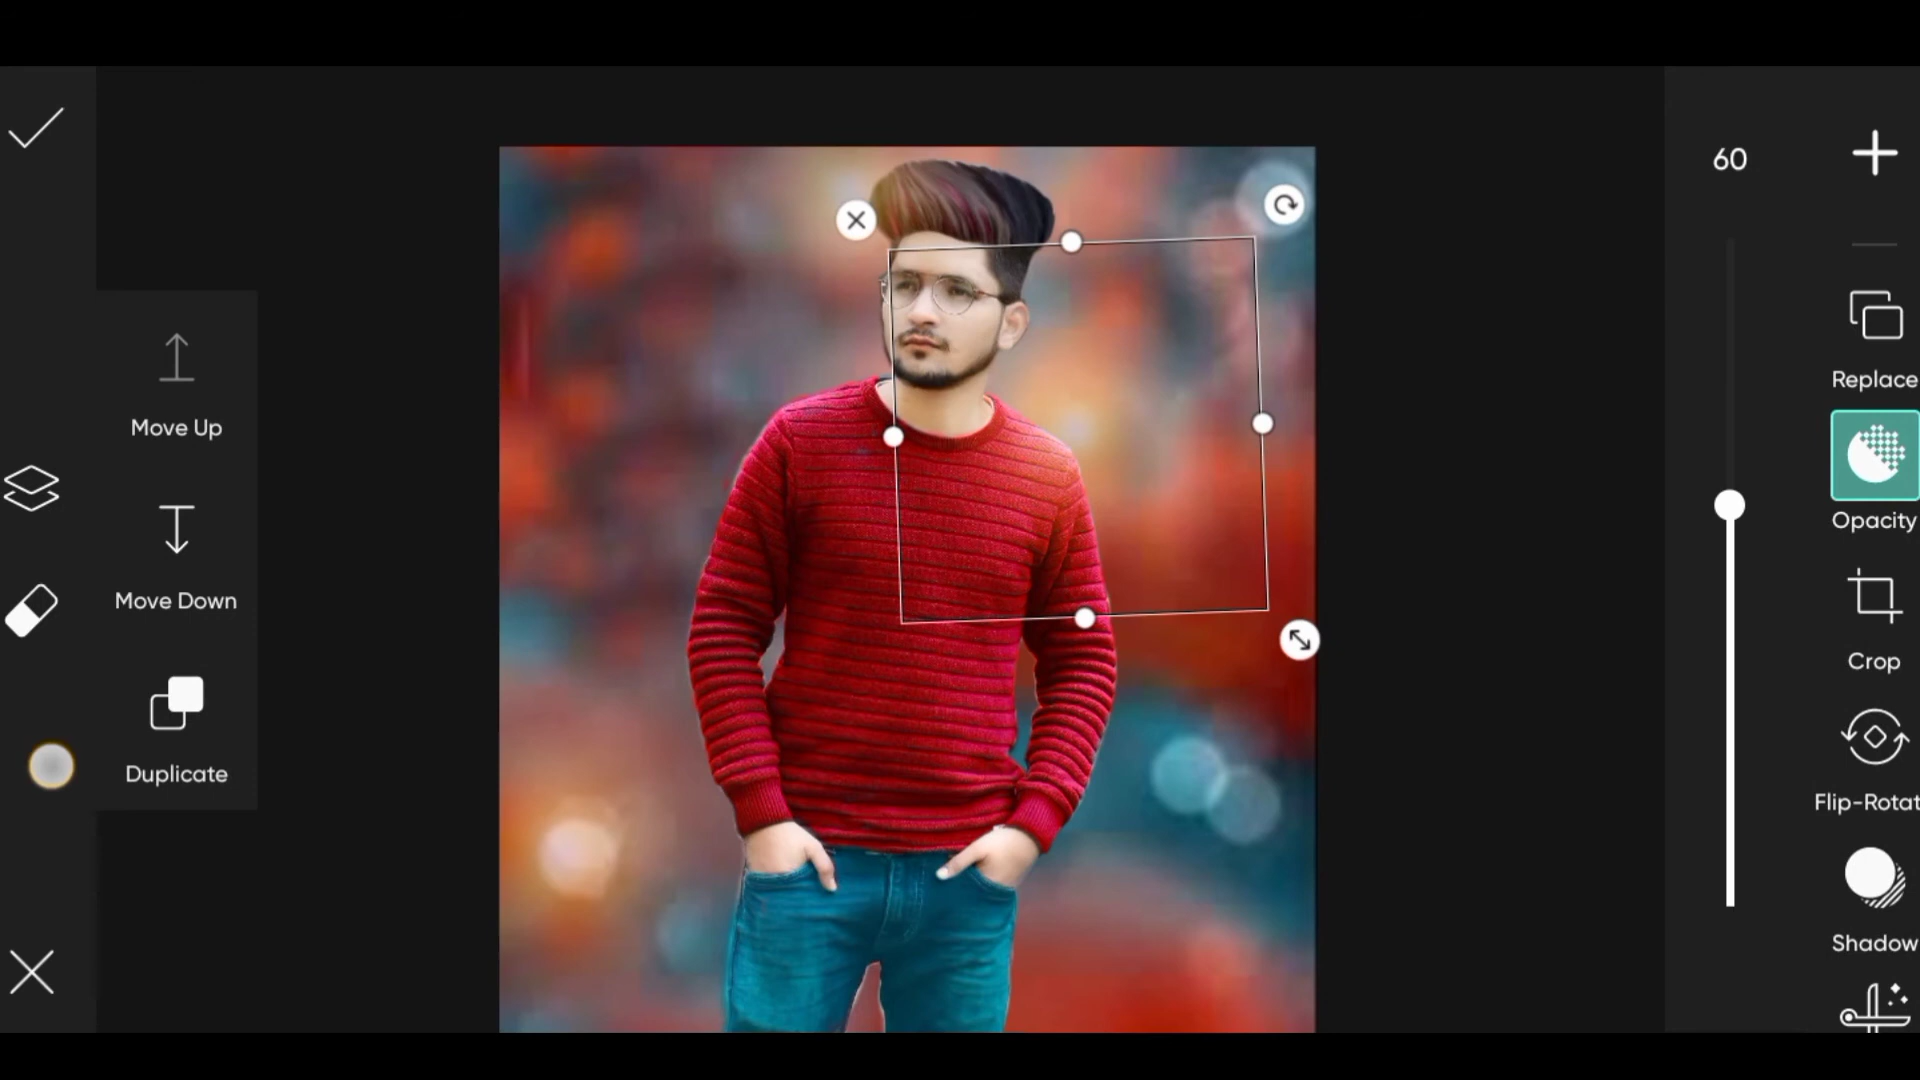 60
Move Up
Move Down
Duplicate
Replace
Opacity
Crop
Flip-Rotat
Shadow